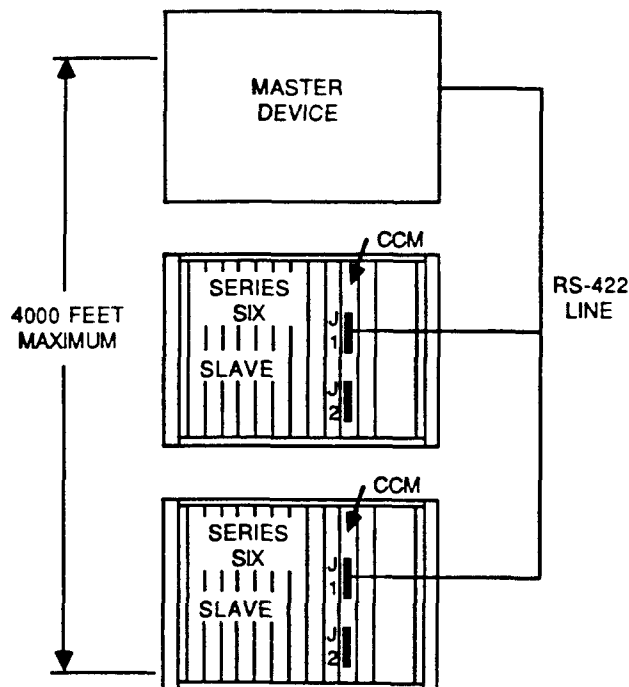 MASTER
DEVICE
CCM
SERIES
SIX
SLAVE
J
1
J
2
4000 FEET
MAXIMUM
RS-422
LINE
CCM
SERIES
SIX
SLAVE
J
1
J
2